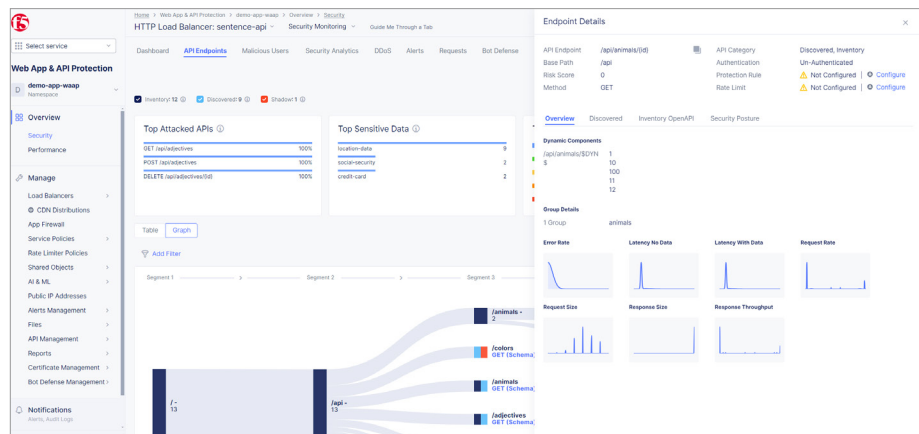 Home > Web App & API Protection > demo-app-waap > Overview > Security
HTTP Load Balancer: sentence-api
Security Monitoring
Guide Me Through a Tab
Select service
Web App & API Protection
D
demo-app-waap
Namespace
Overview
Security
Performance
Manage
Load Balancers
CDN Distributions
App Firewall
Service Policies
Rate Limiter Policies
Shared Objects
AI & ML
Public IP Addresses
Alerts Management
Files
API Management
Reports
Certificate Management
Bot Defense Management
Notifications
Alerts, Audit Logs
Dashboard API Endpoints Malicious Users Security Analytics DDoS Alerts Requests Bot Defense
Inventory: 12 Discovered: 9 Shadow: 1
Top Attacked APIs
GET /api/adjectives 100%
POST /api/adjectives 100%
DELETE /api/adjectives/{id} 100%
Top Sensitive Data
location-data 9
social-security 2
credit-card 2
Table Graph
Add Filter
Segment 1 > Segment 2 > Segment 3
/ -
13
/api -
13
/animals -
2
/colors
GET (Schema)
/animals
GET (Schema)
/adjectives
GET (Schema)
Endpoint Details
API Endpoint /api/animals/{id}
Base Path /api
Risk Score 0
Method GET
API Category Discovered, Inventory
Authentication Un-Authenticated
Protection Rule Not Configured | Configure
Rate Limit Not Configured | Configure
Overview Discovered Inventory OpenAPI Security Posture
Dynamic Components
/api/animals/$DYN 1
$ 10
100
11
12
Group Details
1 Group animals
Error Rate Latency No Data Latency With Data Request Rate
Request Size Response Size Response Throughput